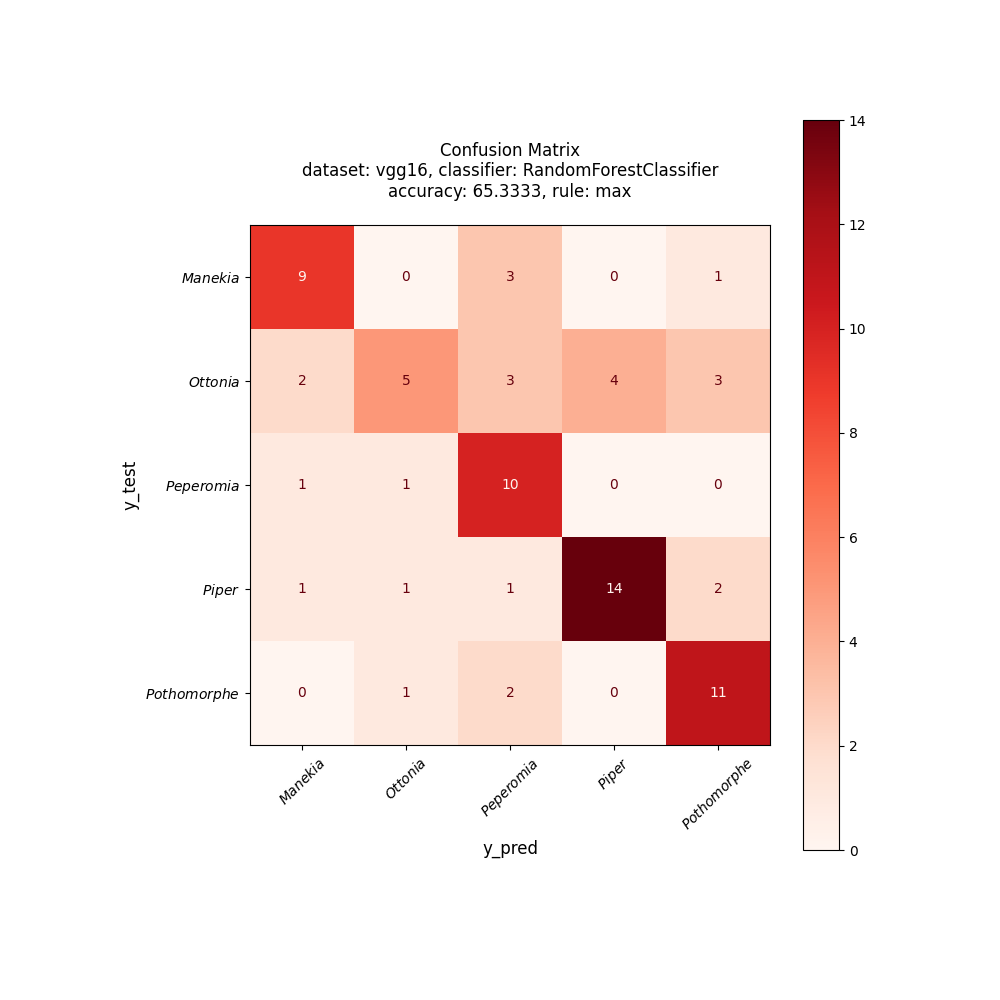 Confusion Matrix
dataset: vgg16, classifier: RandomForestClassifier
accuracy: 65.3333, rule: max
Manekia 9 0 3 0 1
Ottonia 2 5 3 4 3
Peperomia 1 1 10 0 0
Piper 1 1 1 14 2
Pothomorphe 0 1 2 0 11
Manekia Ottonia Peperomia Piper Pothomorphe
y_pred
y_test
14
12
10
8
6
4
2
0